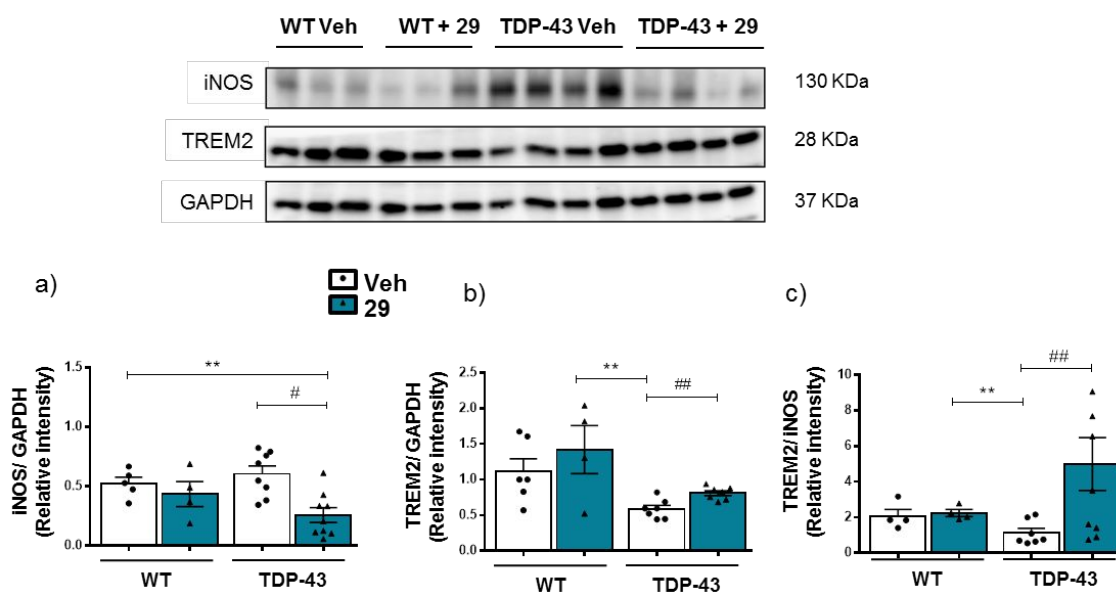 WT Veh WT + 29 TDP-43 Veh TDP-43 + 29
iNOS 130 KDa
TREM2 28 KDa
GAPDH 37 KDa
a) Veh
29
b)
c)
iNOS/ GAPDH
(Relative intensity)
1.5
1.0
0.5
0.0
**
#
WT TDP-43
TREM2/ GAPDH
(Relative intensity)
2.5
2.0
1.5
1.0
0.5
0.0
**
##
WT TDP-43
TREM2/ iNOS
(Relative intensity)
10
8
6
4
2
0
**
##
WT TDP-43